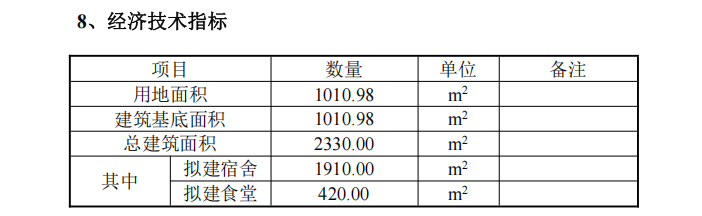 8、经济技术指标
项目 数量 单位 备注
用地面积 1010.98 m²
建筑基底面积 1010.98 m²
总建筑面积 2330.00 m²
其中 拟建宿舍 1910.00 m²
拟建食堂 420.00 m²